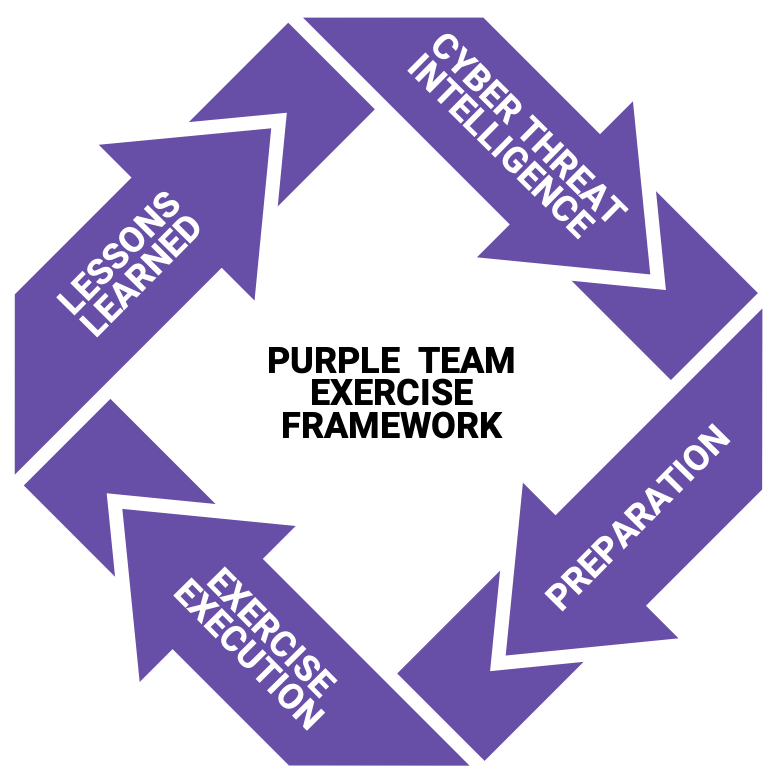 CYBER THREAT
INTELLIGENCE
PREPARATION
EXERCISE
EXECUTION
LESSONS
LEARNED
PURPLE TEAM
EXERCISE
FRAMEWORK